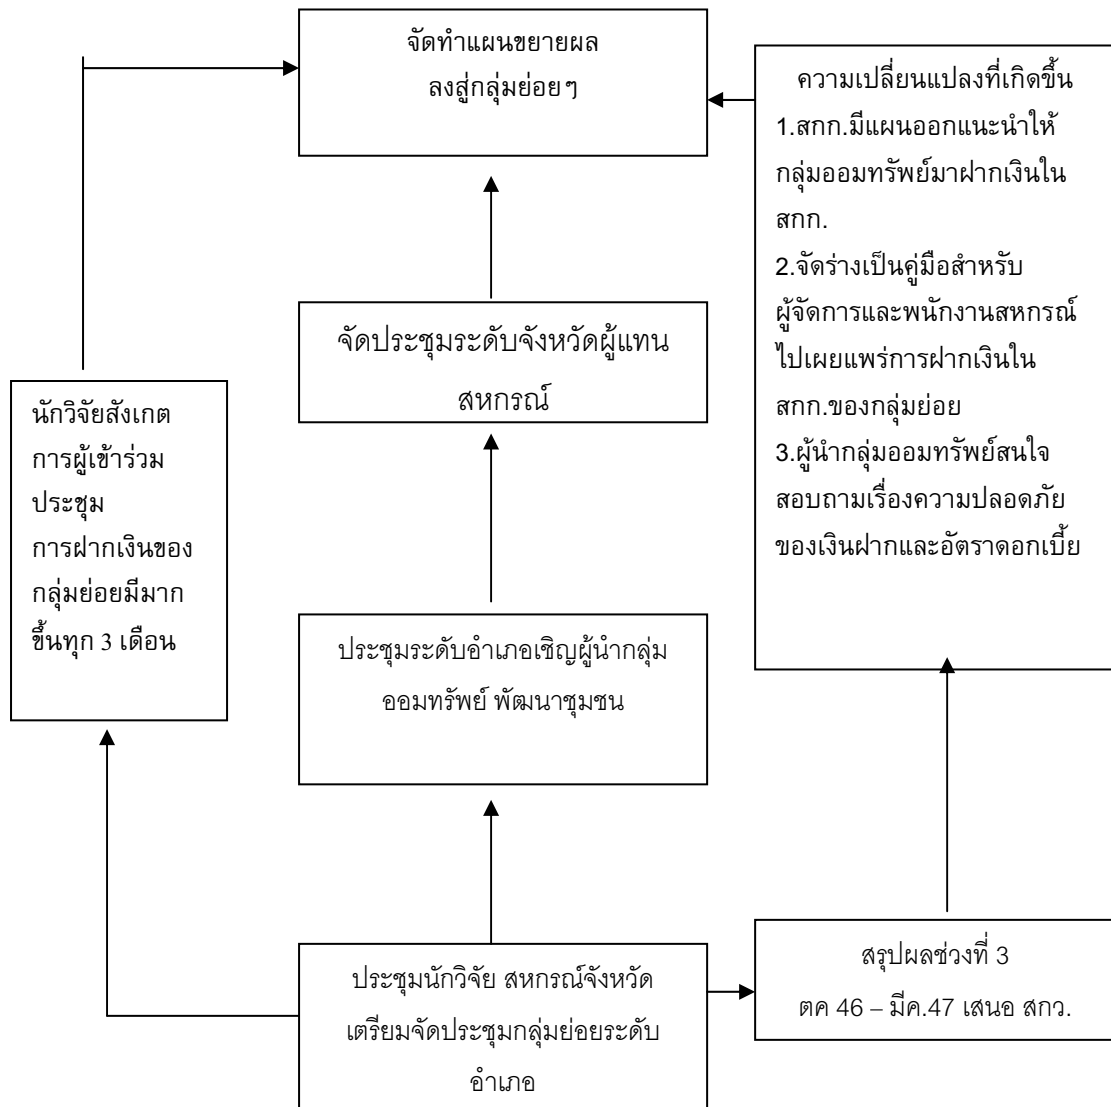 จัดทำแผนขยายผล
ลงสู่กลุ่มย่อยๆ
ความเปลี่ยนแปลงที่เกิดขึ้น
1.สกก.มีแผนออกแนะนำให้
กลุ่มออมทรัพย์มาฝากเงินใน
สกก.
2.จัดร่างเป็นคู่มือสำหรับ
ผู้จัดการและพนักงานสหกรณ์
ไปเผยแพร่การฝากเงินใน
สกก.ของกลุ่มย่อย
3.ผู้นำกลุ่มออมทรัพย์สนใจ
สอบถามเรื่องความปลอดภัย
ของเงินฝากและอัตราดอกเบี้ย
จัดประชุมระดับจังหวัดผู้แทน
สหกรณ์
นักวิจัยสังเกต
การผู้เข้าร่วม
ประชุม
การฝากเงินของ
กลุ่มย่อยมีมาก
ขึ้นทุก 3 เดือน
ประชุมระดับอำเภอเชิญผู้นำกลุ่ม
ออมทรัพย์ พัฒนาชุมชน
ประชุมนักวิจัย สหกรณ์จังหวัด
เตรียมจัดประชุมกลุ่มย่อยระดับ
อำเภอ
สรุปผลช่วงที่ 3
ตค 46 – มีค.47 เสนอ สกว.